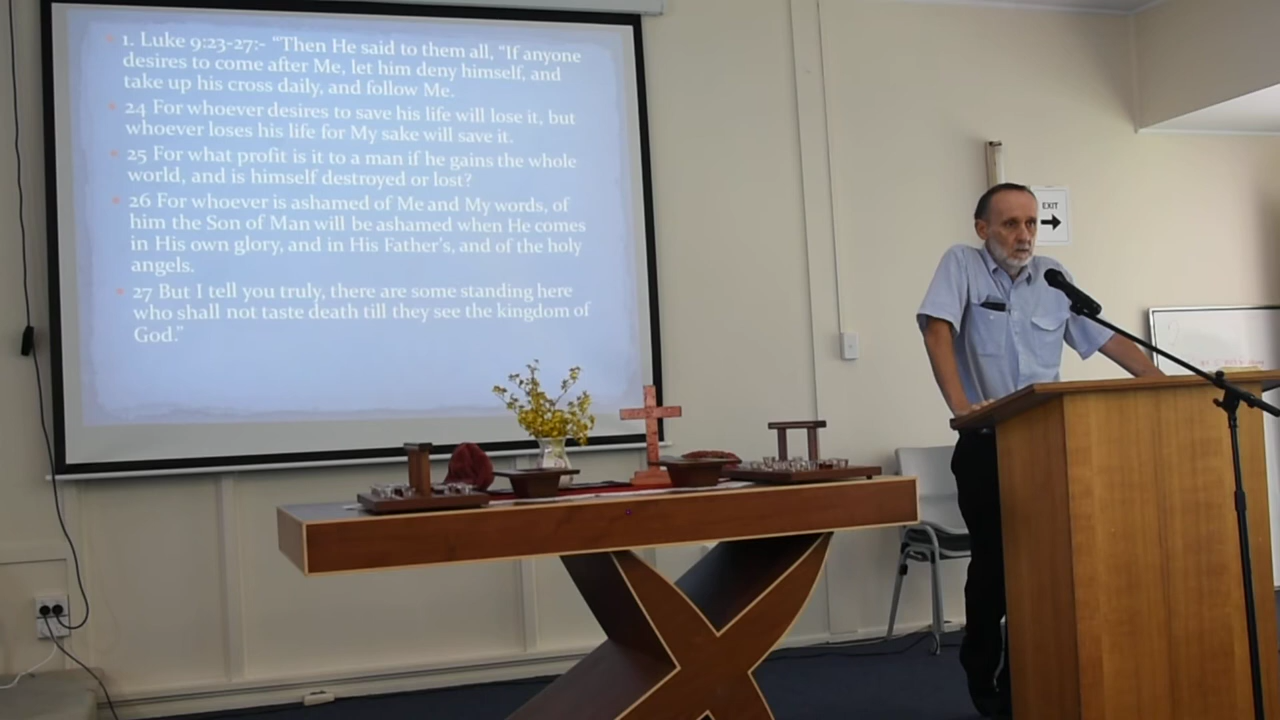 1. Luke 9:23-27:- “Then He said to them all, “If anyone
desires to come after Me, let him deny himself, and
take up his cross daily, and follow Me.
24 For whoever desires to save his life will lose it, but
whoever loses his life for My sake will save it.
25 For what profit is it to a man if he gains the whole
world, and is himself destroyed or lost?
26 For whoever is ashamed of Me and My words, of
him the Son of Man will be ashamed when He comes
in His own glory, and in His Father's, and of the holy
angels.
27 But I tell you truly, there are some standing here
who shall not taste death till they see the kingdom of
God.”
EXIT